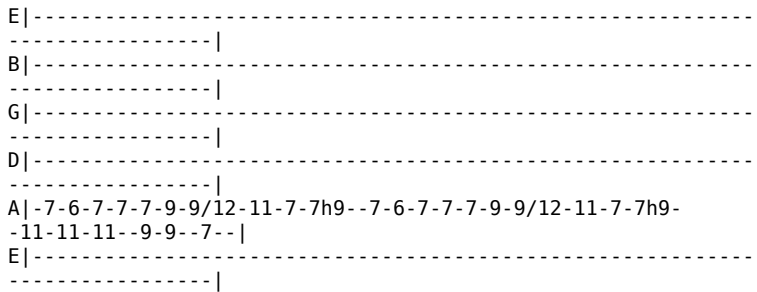 E|-------------------------------------------------------------
-----------------|
B|-------------------------------------------------------------
-----------------|
G|-------------------------------------------------------------
-----------------|
D|-------------------------------------------------------------
-----------------|
A|-7-6-7-7-7-9-9/12-11-7-7h9--7-6-7-7-7-9-9/12-11-7-7h9-
-11-11-11--9-9--7--|
E|-------------------------------------------------------------
-----------------|